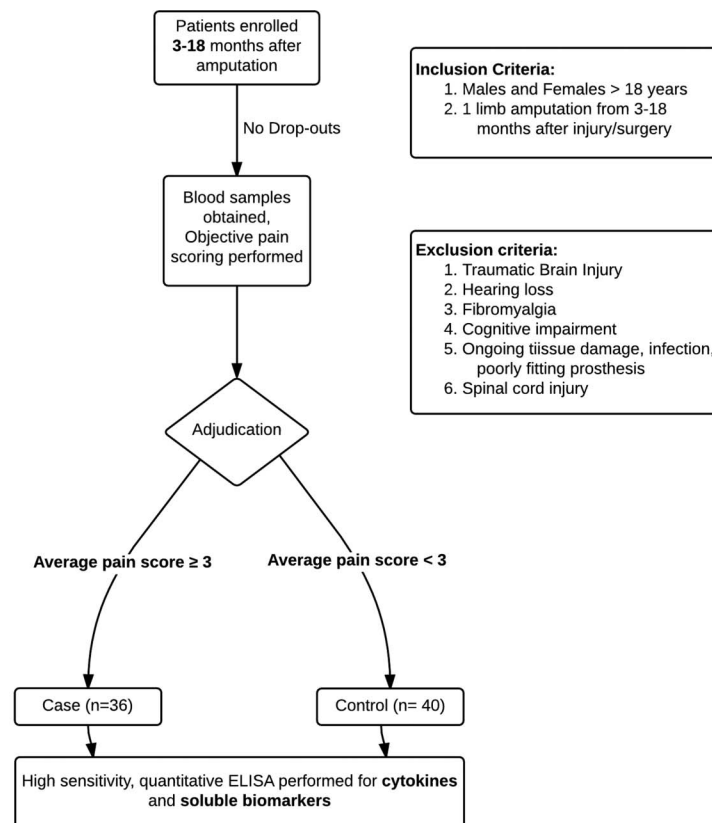 Patients enrolled
3-18 months after
amputation
No Drop-outs
Blood samples
obtained,
Objective pain
scoring performed
Adjudication
Average pain score ≥ 3
Average pain score < 3
Case (n=36)
Control (n= 40)
High sensitivity, quantitative ELISA performed for cytokines
and soluble biomarkers
Inclusion Criteria:
1. Males and Females > 18 years
2. 1 limb amputation from 3-18
months after injury/surgery
Exclusion criteria:
1. Traumatic Brain Injury
2. Hearing loss
3. Fibromyalgia
4. Cognitive impairment
5. Ongoing tiissue damage, infection,
poorly fitting prosthesis
6. Spinal cord injury